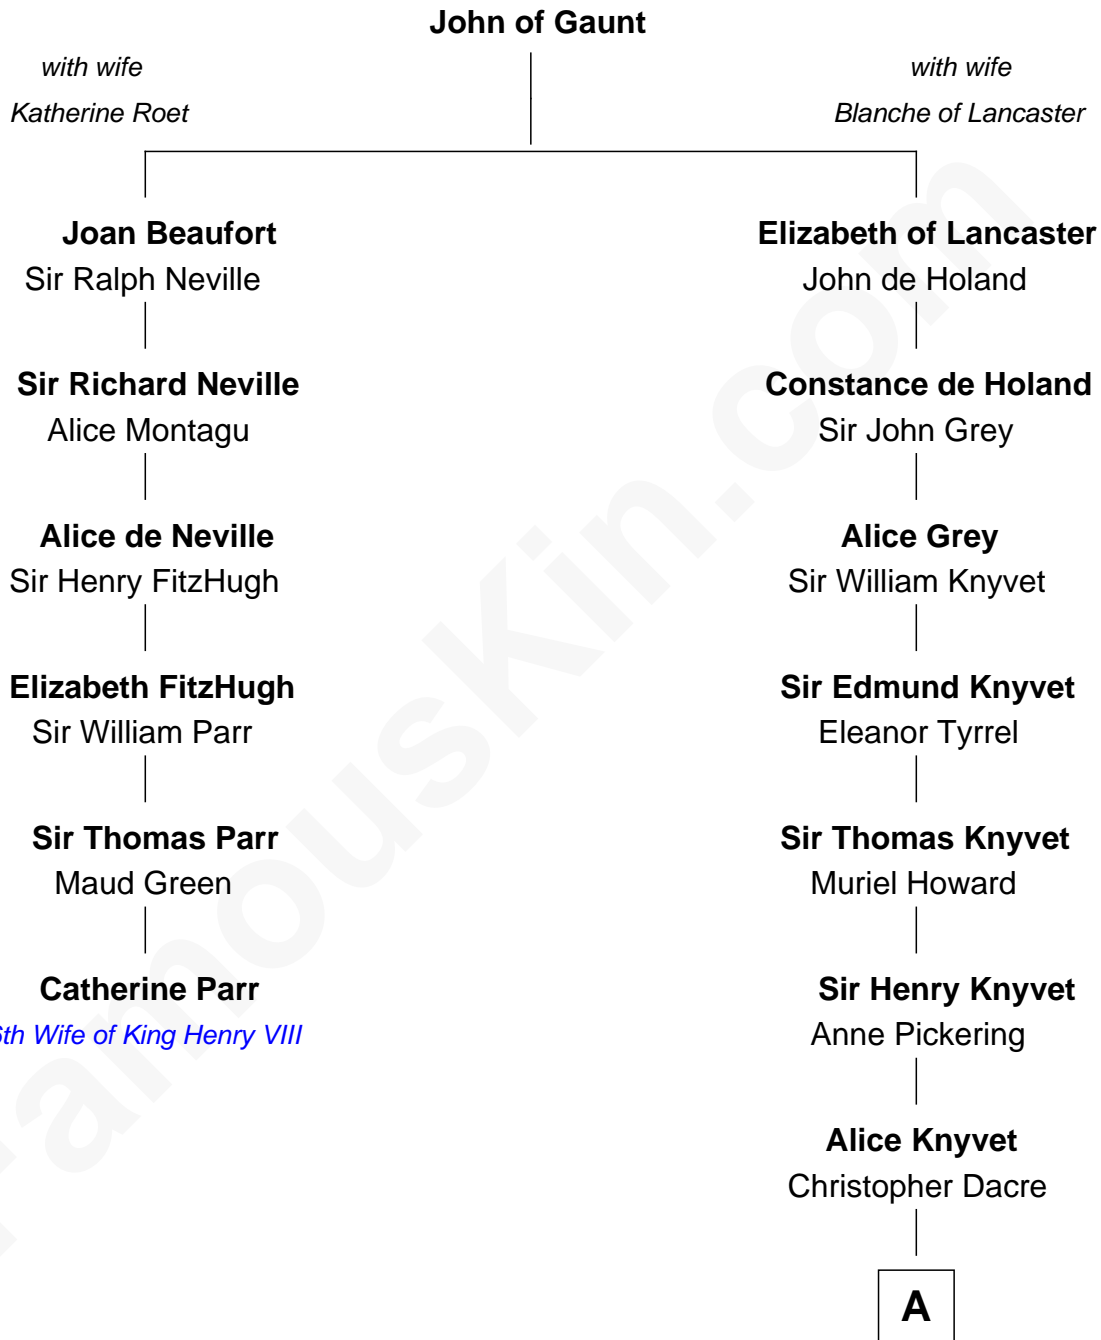 John of Gaunt
with wife
Katherine Roet
with wife
Blanche of Lancaster
Joan Beaufort
Sir Ralph Neville
Elizabeth of Lancaster
John de Holand
Sir Richard Neville
Alice Montagu
Constance de Holand
Sir John Grey
Alice de Neville
Sir Henry FitzHugh
Alice Grey
Sir William Knyvet
Elizabeth FitzHugh
Sir William Parr
Sir Edmund Knyvet
Eleanor Tyrrel
Sir Thomas Parr
Maud Green
Sir Thomas Knyvet
Muriel Howard
Catherine Parr
6th Wife of King Henry VIII
Sir Henry Knyvet
Anne Pickering
Alice Knyvet
Christopher Dacre
A
FamousKin.com